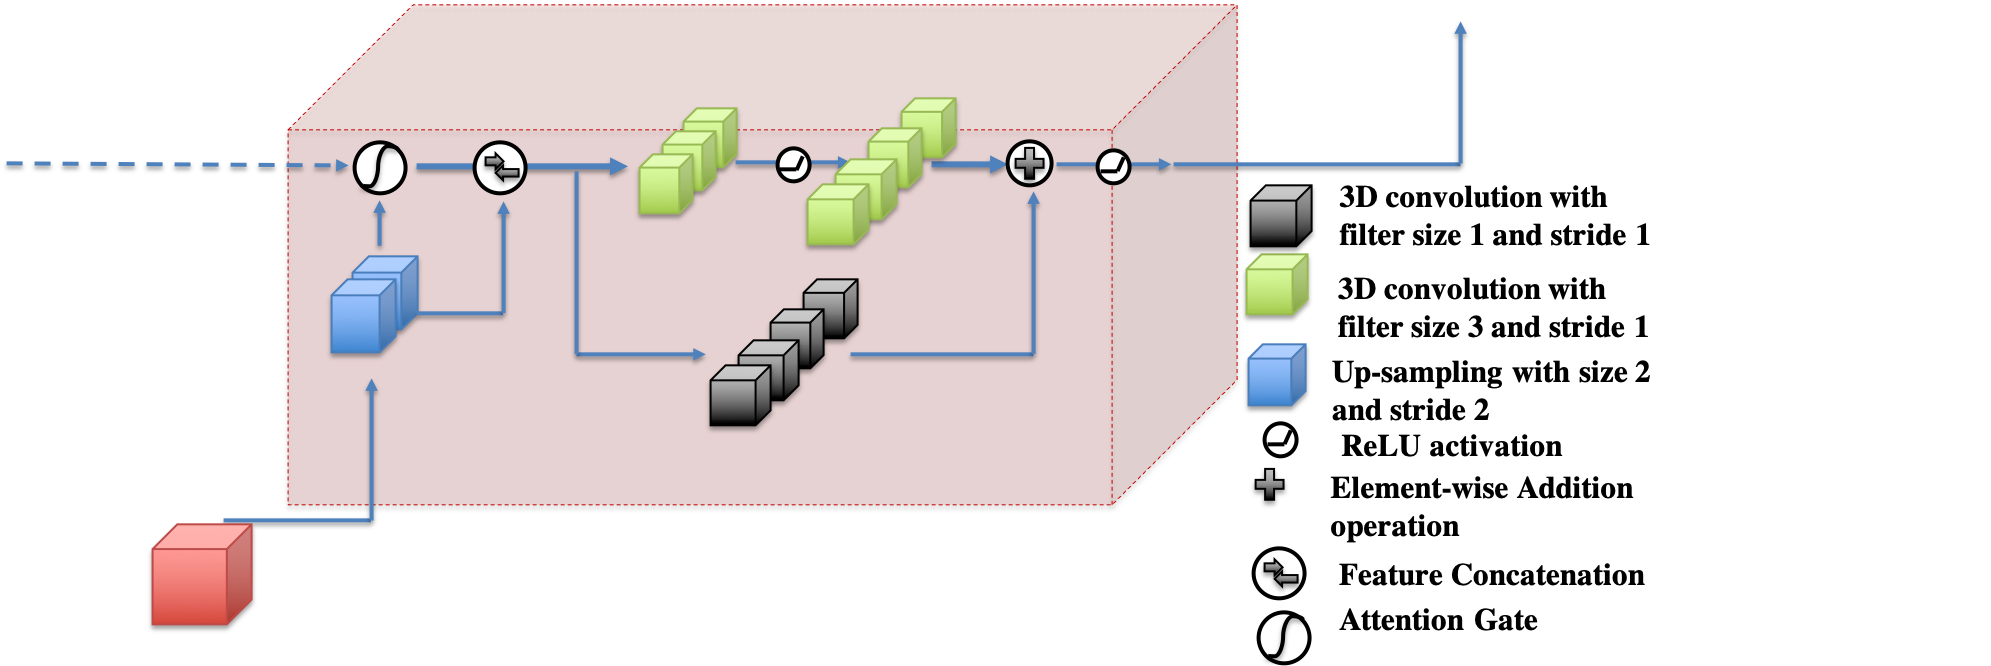 3D convolution with
filter size 1 and stride 1
3D convolution with
filter size 3 and stride 1
Up-sampling with size 2
and stride 2
ReLU activation
Element-wise Addition
operation
Feature Concatenation
Attention Gate